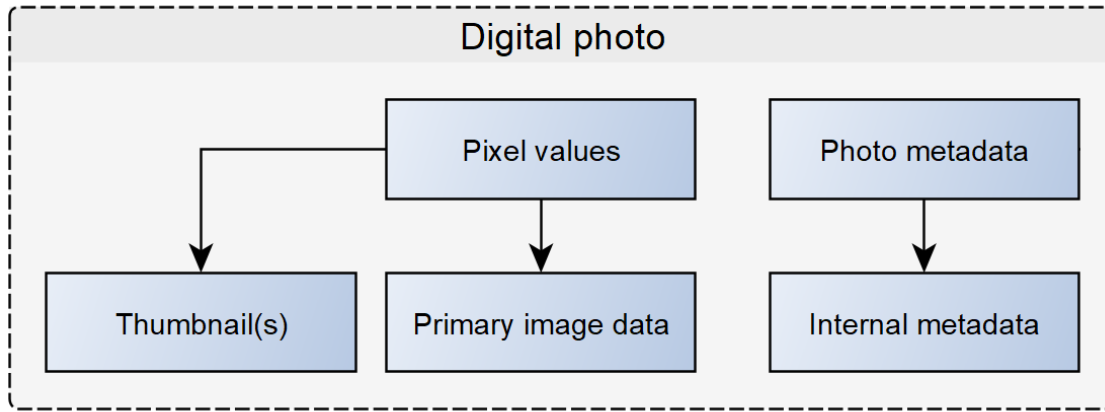 Digital photo
Pixel values
Photo metadata
Thumbnail(s)
Primary image data
Internal metadata